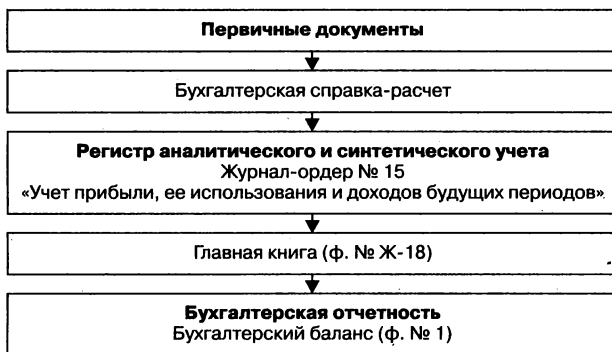 Первичные документы
Бухгалтерская справка-расчет
Регистр аналитического и синтетического учета
Журнал-ордер № 15
«Учет прибыли, ее использования и доходов будущих периодов»
Главная книга (ф. № Ж-18)
Бухгалтерская отчетность
Бухгалтерский баланс (ф. № 1)